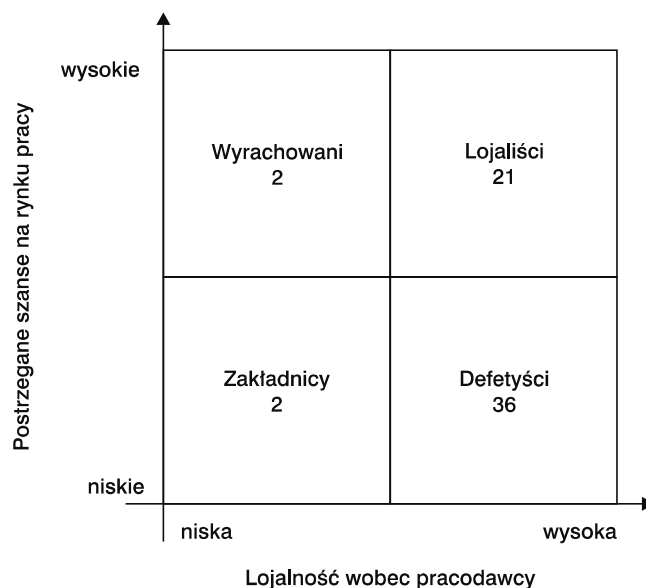 Postrzegane szanse na rynku pracy
wysokie
Wyrachowani
2
Lojaliści
21
Zakładnicy
2
Defetyści
36
niskie
niska
wysoka
Lojalność wobec pracodawcy